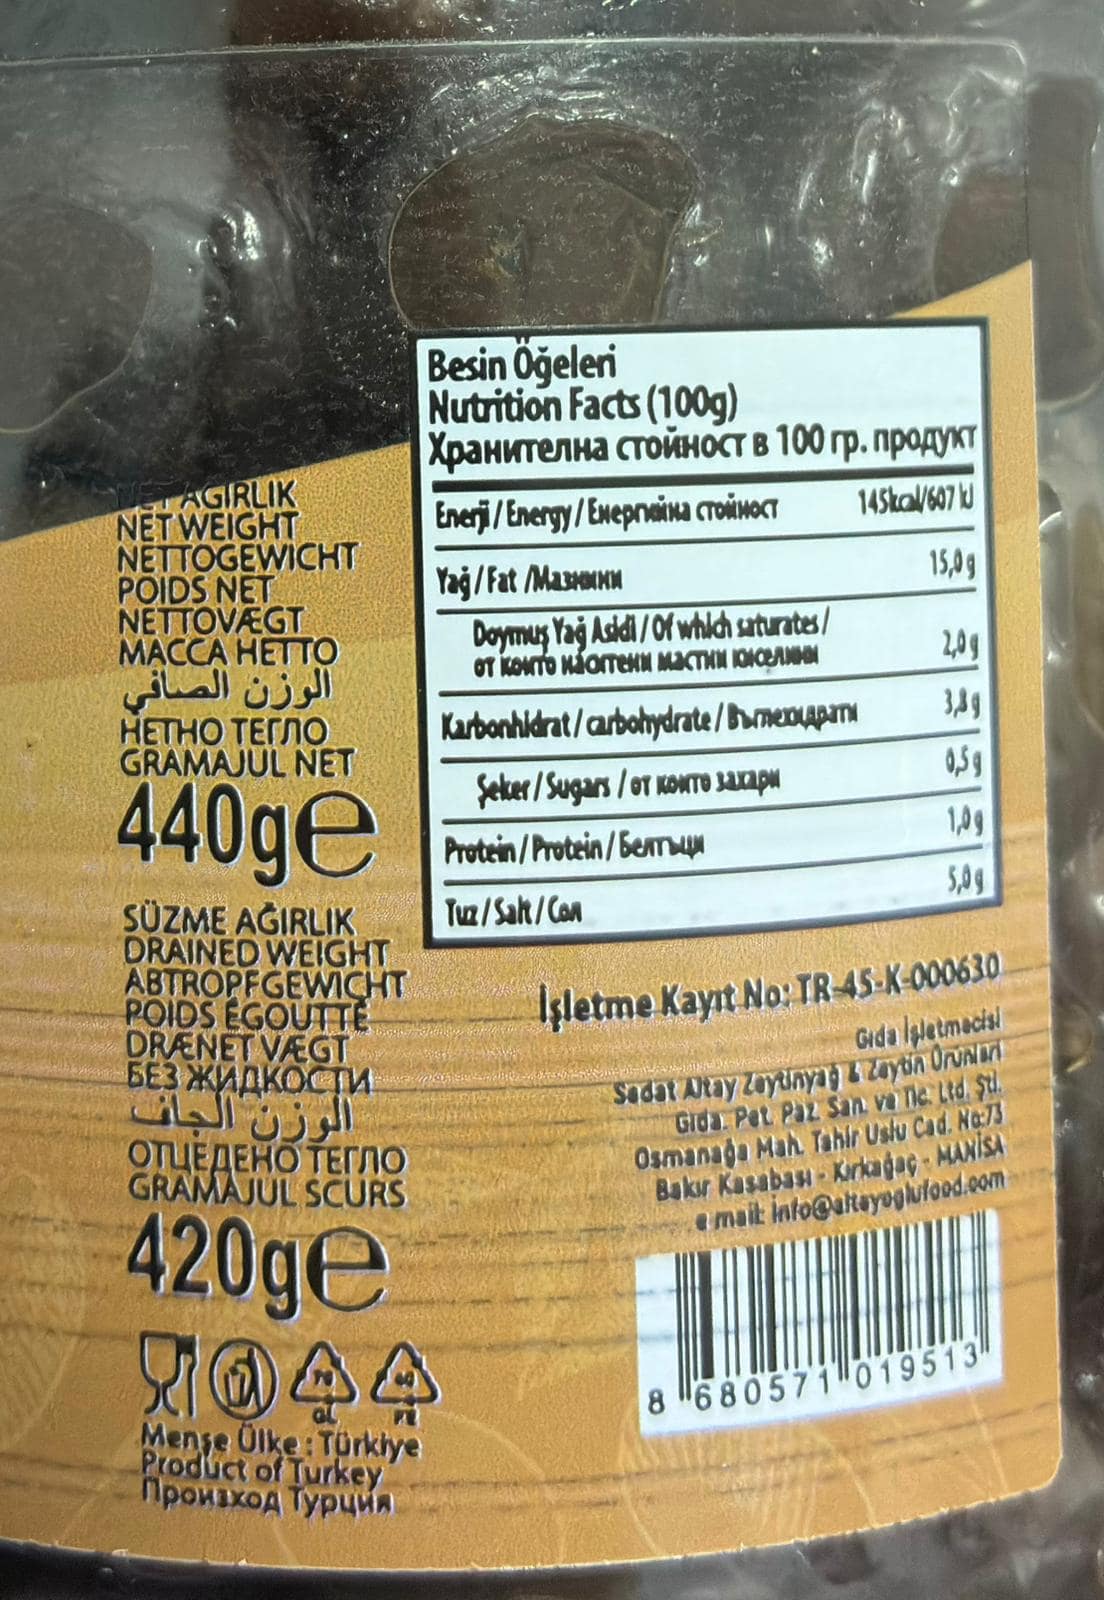 NET AĞIRLIK
NET WEIGHT
NETTOGEWICHT
POIDS NET
NETTOVÆGT
МАССА НЕТТО
الوزن الصافي
НЕТНО ТЕГЛО
GRAMAJUL NET
440g℮
SÜZME AĞIRLIK
DRAINED WEIGHT
ABTROPFGEWICHT
POIDS ÉGOUTTÉ
DRÆNET VÆGT
БЕЗ ЖИДКОСТИ
الوزن الجاف
ОТЦЕДЕНО ТЕГЛО
GRAMAJUL SCURS
420g℮
70
GL
40
FE
Menşe Ülke : Türkiye
Product of Turkey
Произход Турция
Besin Öğeleri
Nutrition Facts (100g)
Хранителна стойност в 100 гр. продукт
Enerji / Energy / Енергийна стойност 145kcal/607 kJ
Yağ / Fat / Мазнини 15,0 g
Doymuş Yağ Asidi / Of which saturates /
от които наситени мастни киселини 2,0 g
Karbonhidrat / carbohydrate / Въглехидрати 3,8 g
Şeker / Sugars / от които захари 0,5 g
Protein / Protein / Белтъци 1,0 g
Tuz / Salt / Сол 5,0 g
İşletme Kayıt No: TR-45-K-000630
Gıda İşletmecisi
Sedat Altay Zeytinyağ & Zeytin Ürünleri
Gıda. Pet. Paz. San. ve Tic. Ltd. Şti.
Osmanağa Mah. Tahir Uslu Cad. No:73
Bakır Kasabası - Kırkağaç - MANİSA
e mail: info@altayoglufood.com
8 680571 019513